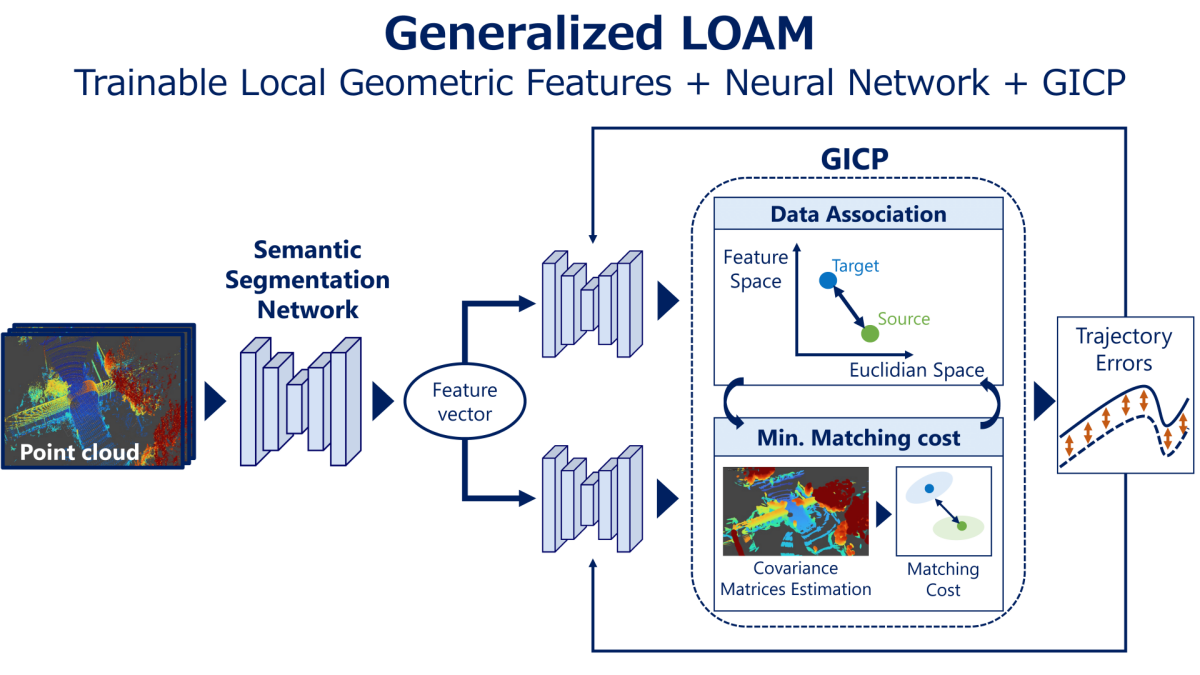 Generalized LOAM
Trainable Local Geometric Features + Neural Network + GICP
GICP
Data Association
Feature
Space
Target
Source
Euclidian Space
Semantic
Segmentation
Network
Point cloud
Feature
vector
Min. Matching cost
Covariance
Matrices Estimation
Matching
Cost
Trajectory
Errors